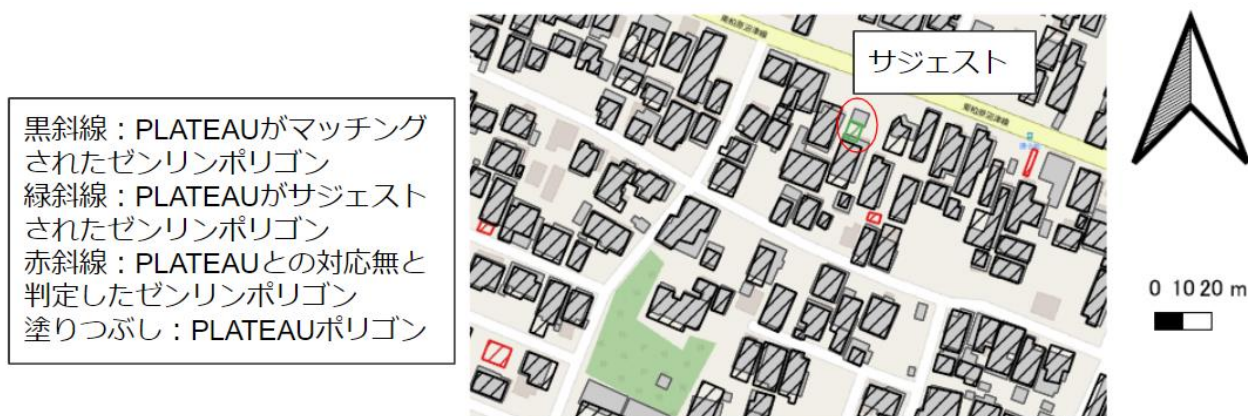 黒斜線：PLATEAUがマッチング
されたゼンリンポリゴン
緑斜線：PLATEAUがサジェスト
されたゼンリンポリゴン
赤斜線：PLATEAUとの対応無と
判定したゼンリンポリゴン
塗りつぶし：PLATEAUポリゴン
サジェスト
0 10 20 m